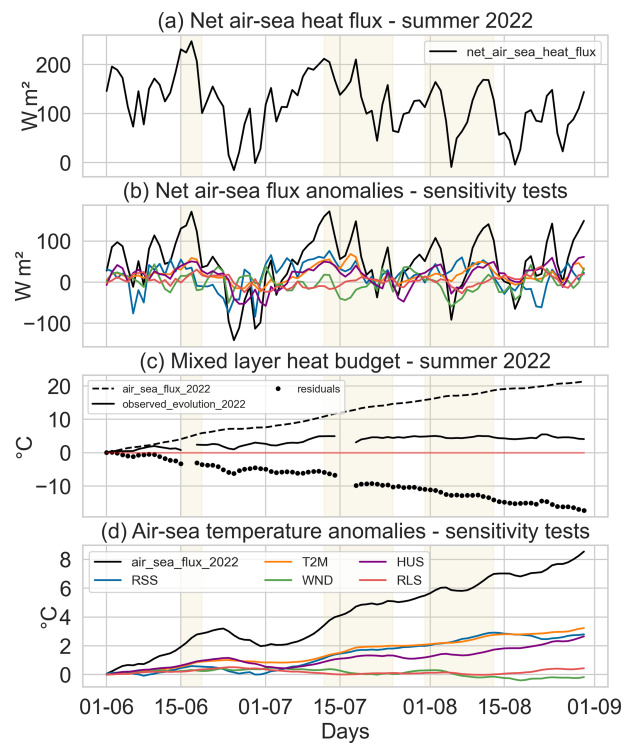 (a) Net air-sea heat flux - summer 2022
net_air_sea_heat_flux
200
100
0
W m²
(b) Net air-sea flux anomalies - sensitivity tests
100
0
−100
W m²
(c) Mixed layer heat budget - summer 2022
air_sea_flux_2022
observed_evolution_2022
residuals
20
10
0
−10
°C
(d) Air-sea temperature anomalies - sensitivity tests
air_sea_flux_2022
RSS
T2M
WND
HUS
RLS
8
6
4
2
0
°C
01-06 15-06 01-07 15-07 01-08 15-08 01-09
Days